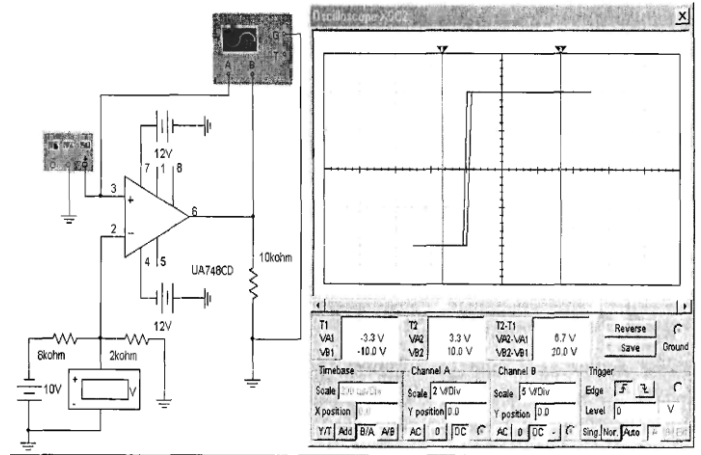 Oscilloscope
X
G
T
A
B
12V
7
1
8
3
+
6
2
-
4
5
UA748CD
10kohm
12V
8kohm
2kohm
10V
V
+
-
T1
VA1 -3.3 V
VB1 -10.0 V
T2
VA2 3.3 V
VB2 10.0 V
T2-T1
VA2-VA1 6.7 V
VB2-VB1 20.0 V
Reverse
Save
Ground
Timebase
Scale
X position 0.0
Y/T Add B/A A/B
Channel A
Scale 2 V/Div
Y position 0.0
AC 0 DC
Channel B
Scale 5 V/Div
Y position 0.0
AC 0 DC -
Trigger
Edge
Level 0 V
Sing. Nor. Auto A